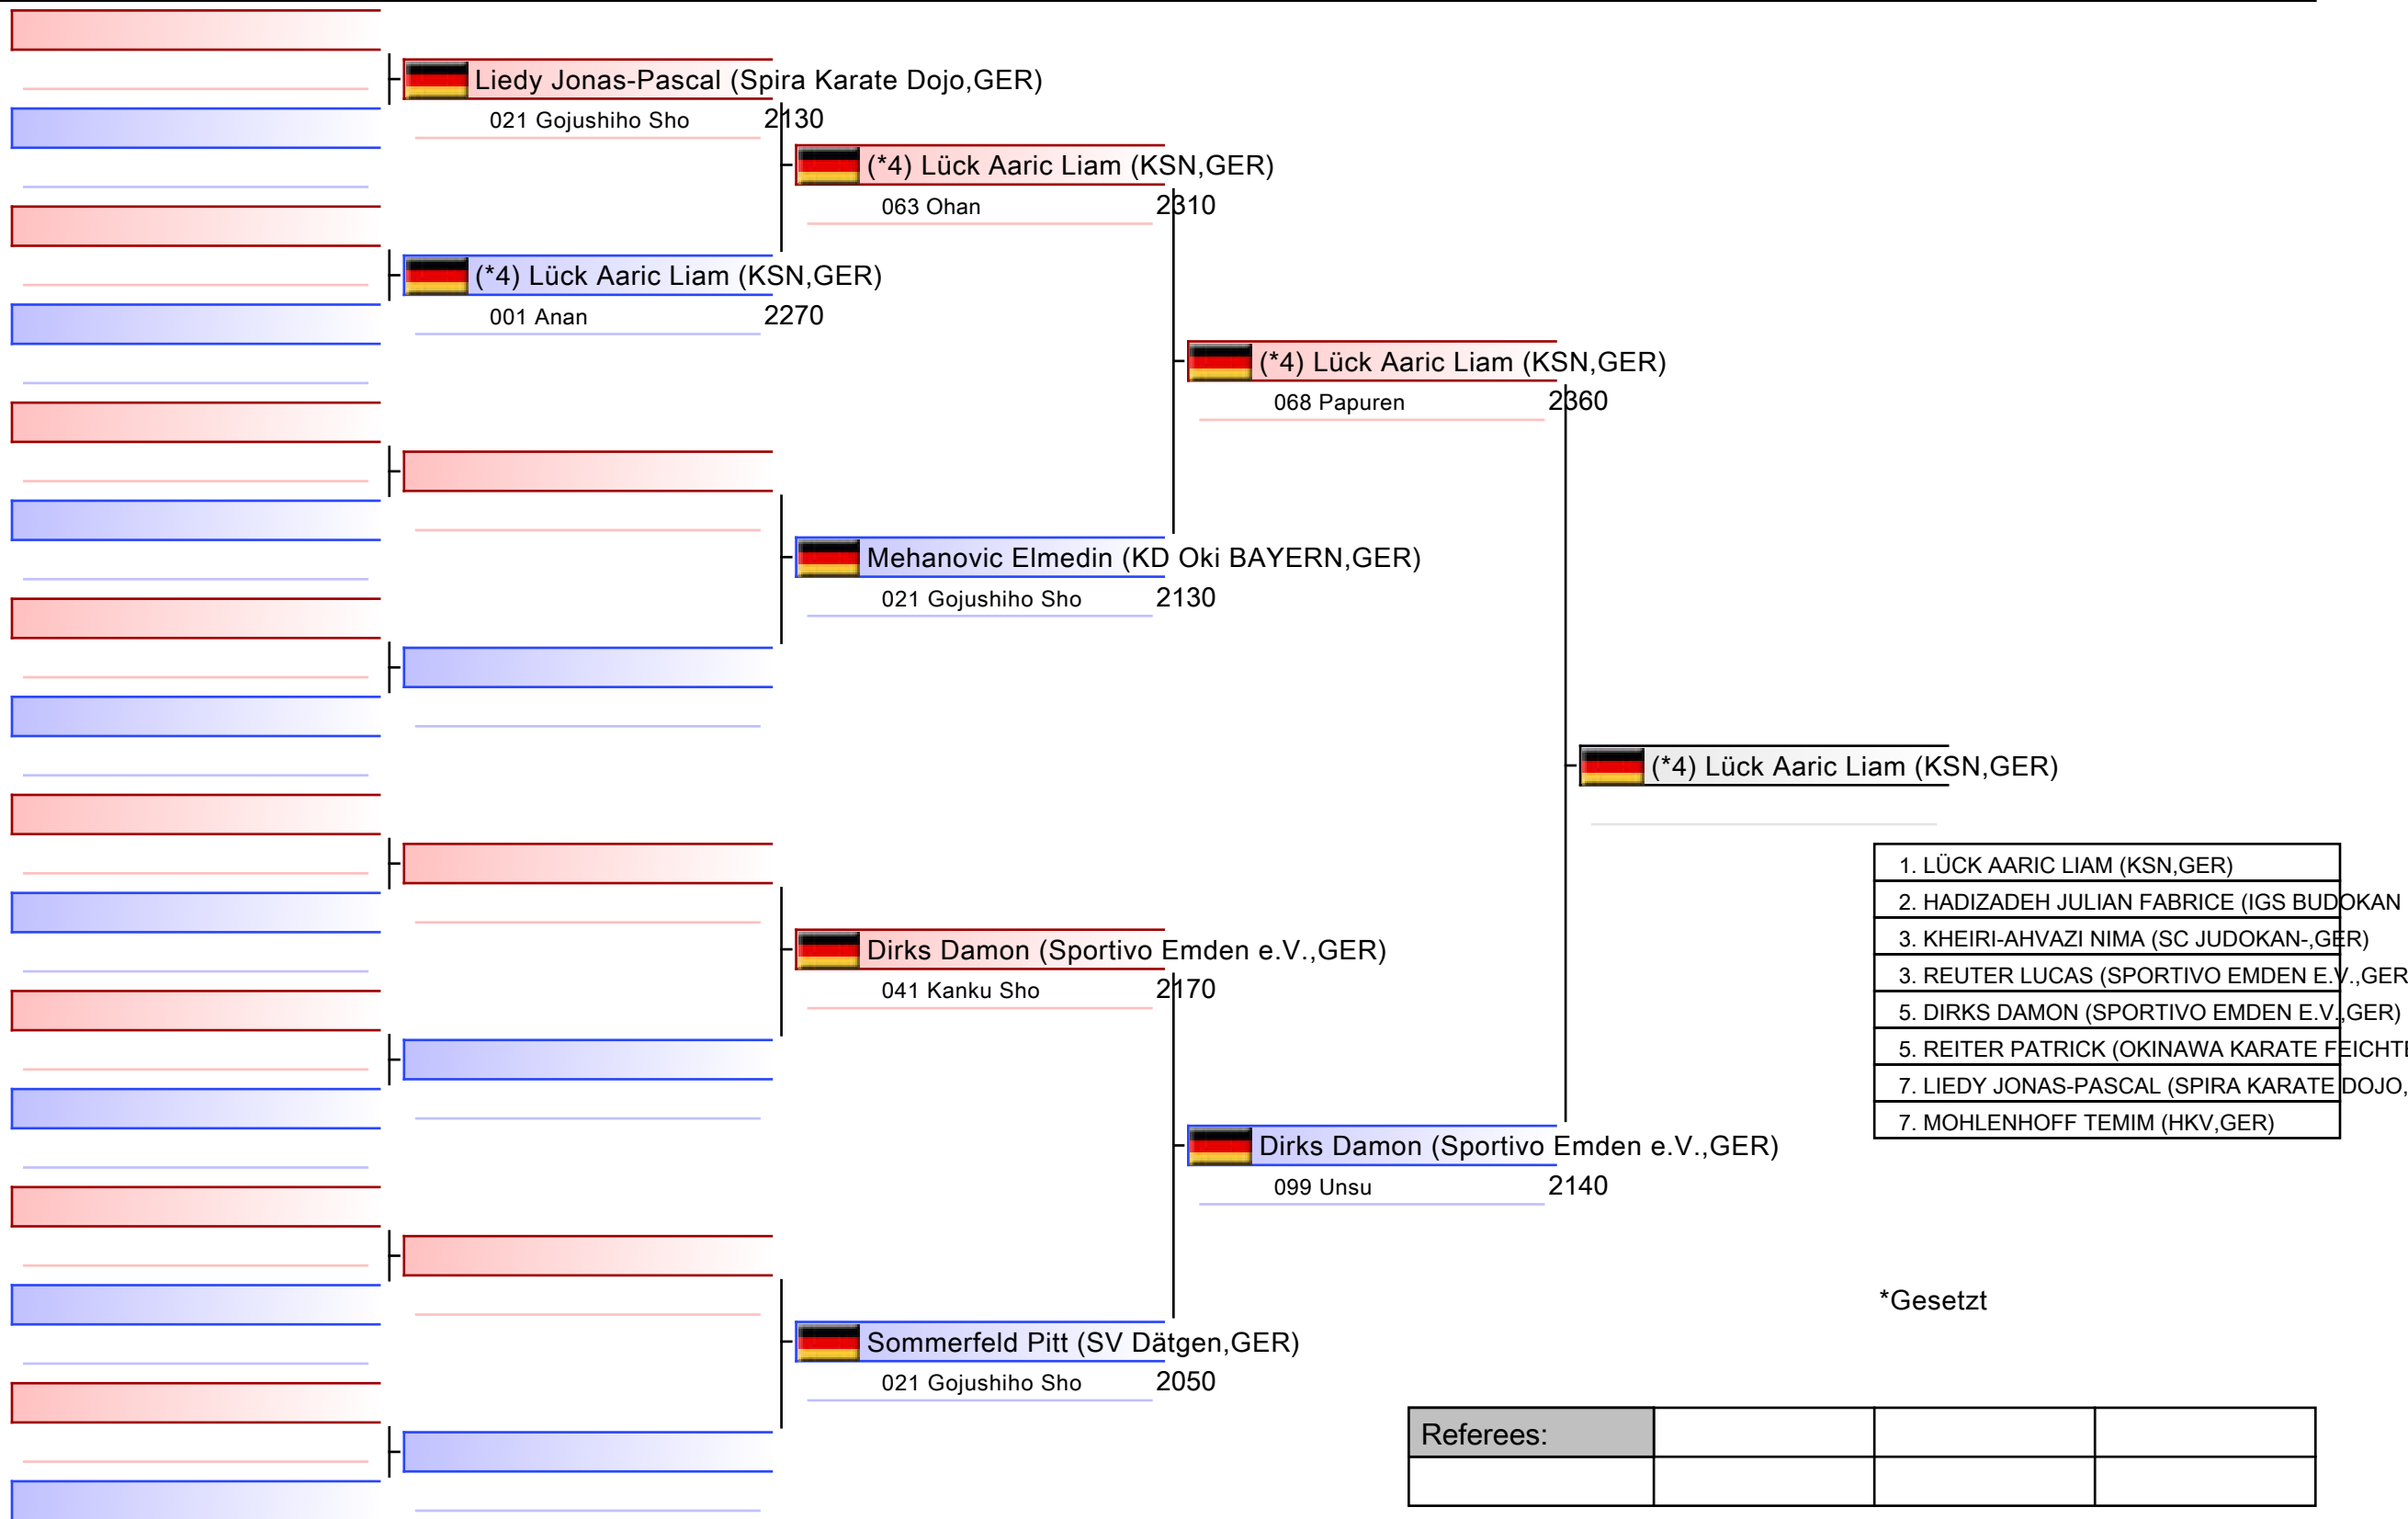 Liedy Jonas-Pascal (Spira Karate Dojo,GER)
021 Gojushiho Sho 2130
(*4) Lück Aaric Liam (KSN,GER)
063 Ohan 2310
(*4) Lück Aaric Liam (KSN,GER)
001 Anan 2270
(*4) Lück Aaric Liam (KSN,GER)
068 Papuren 2360
Mehanovic Elmedin (KD Oki BAYERN,GER)
021 Gojushiho Sho 2130
(*4) Lück Aaric Liam (KSN,GER)
1. LÜCK AARIC LIAM (KSN,GER)
2. HADIZADEH JULIAN FABRICE (IGS BUDOKAN
3. KHEIRI-AHVAZI NIMA (SC JUDOKAN-,GER)
3. REUTER LUCAS (SPORTIVO EMDEN E.V.,GER
5. DIRKS DAMON (SPORTIVO EMDEN E.V.,GER)
5. REITER PATRICK (OKINAWA KARATE FEICHTE
7. LIEDY JONAS-PASCAL (SPIRA KARATE DOJO,
7. MOHLENHOFF TEMIM (HKV,GER)
Dirks Damon (Sportivo Emden e.V.,GER)
041 Kanku Sho 2170
Dirks Damon (Sportivo Emden e.V.,GER)
099 Unsu 2140
*Gesetzt
Sommerfeld Pitt (SV Dätgen,GER)
021 Gojushiho Sho 2050
Referees: